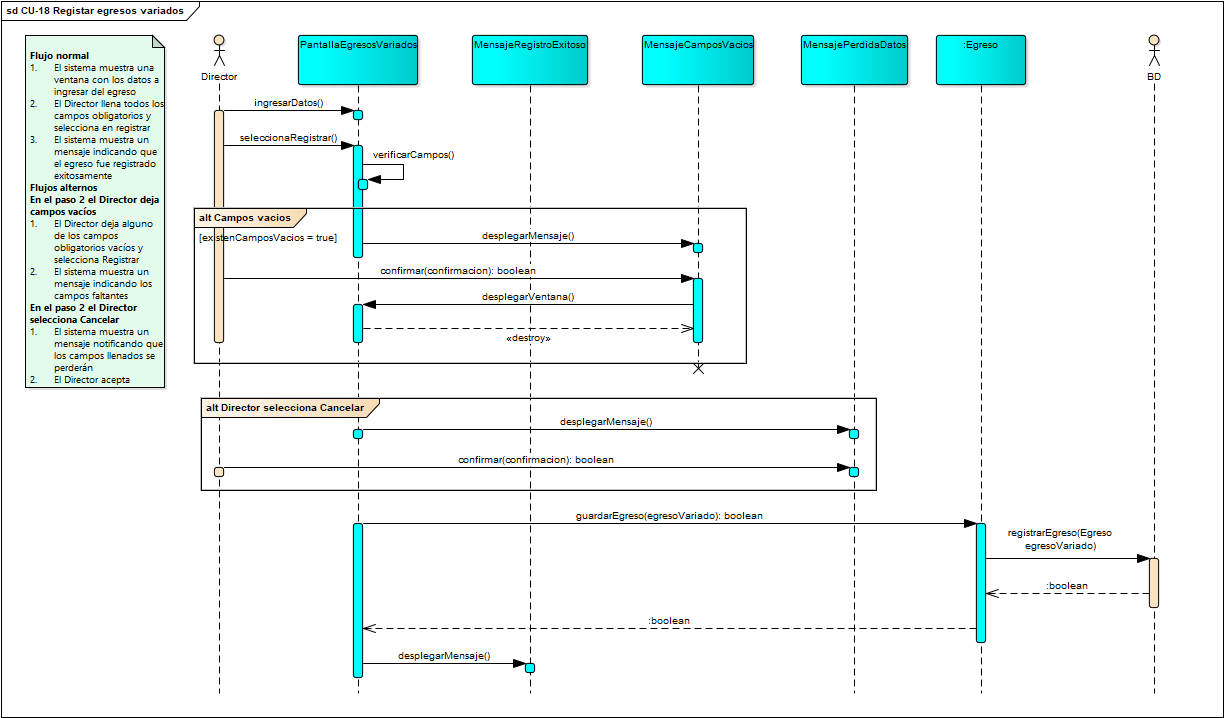 sd CU-18 Registar egresos variados
Flujo normal
1. El sistema muestra una
ventana con los datos a
ingresar del egreso
2. El Director llena todos los
campos obligatorios y
selecciona en registrar
3. El sistema muestra un
mensaje indicando que
el egreso fue registrado
exitosamente
Flujos alternos
En el paso 2 el Director deja
campos vacíos
1. El Director deja alguno
de los campos
obligatorios vacíos y
selecciona Registrar
2. El sistema muestra un
mensaje indicando los
campos faltantes
En el paso 2 el Director
selecciona Cancelar
1. El sistema muestra un
mensaje notificando que
los campos llenados se
perderán
2. El Director acepta
Director
PantallaEgresosVariados
MensajeRegistroExitoso
MensajeCamposVacios
MensajePerdidaDatos
:Egreso
BD
ingresarDatos()
seleccionaRegistrar()
verificarCampos()
alt Campos vacios
[existenCamposVacios = true]
desplegarMensaje()
confirmar(confirmacion): boolean
desplegarVentana()
«destroy»
alt Director selecciona Cancelar
desplegarMensaje()
confirmar(confirmacion): boolean
guardarEgreso(egresoVariado): boolean
registrarEgreso(Egreso
egresoVariado)
:boolean
:boolean
desplegarMensaje()